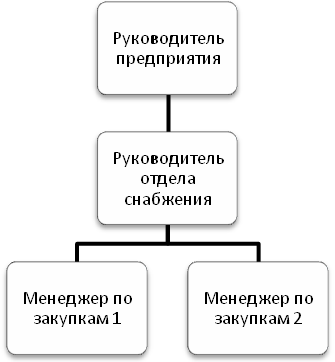 Руководитель
предприятия
Руководитель
отдела
снабжения
Менеджер по
закупкам 1
Менеджер по
закупкам 2